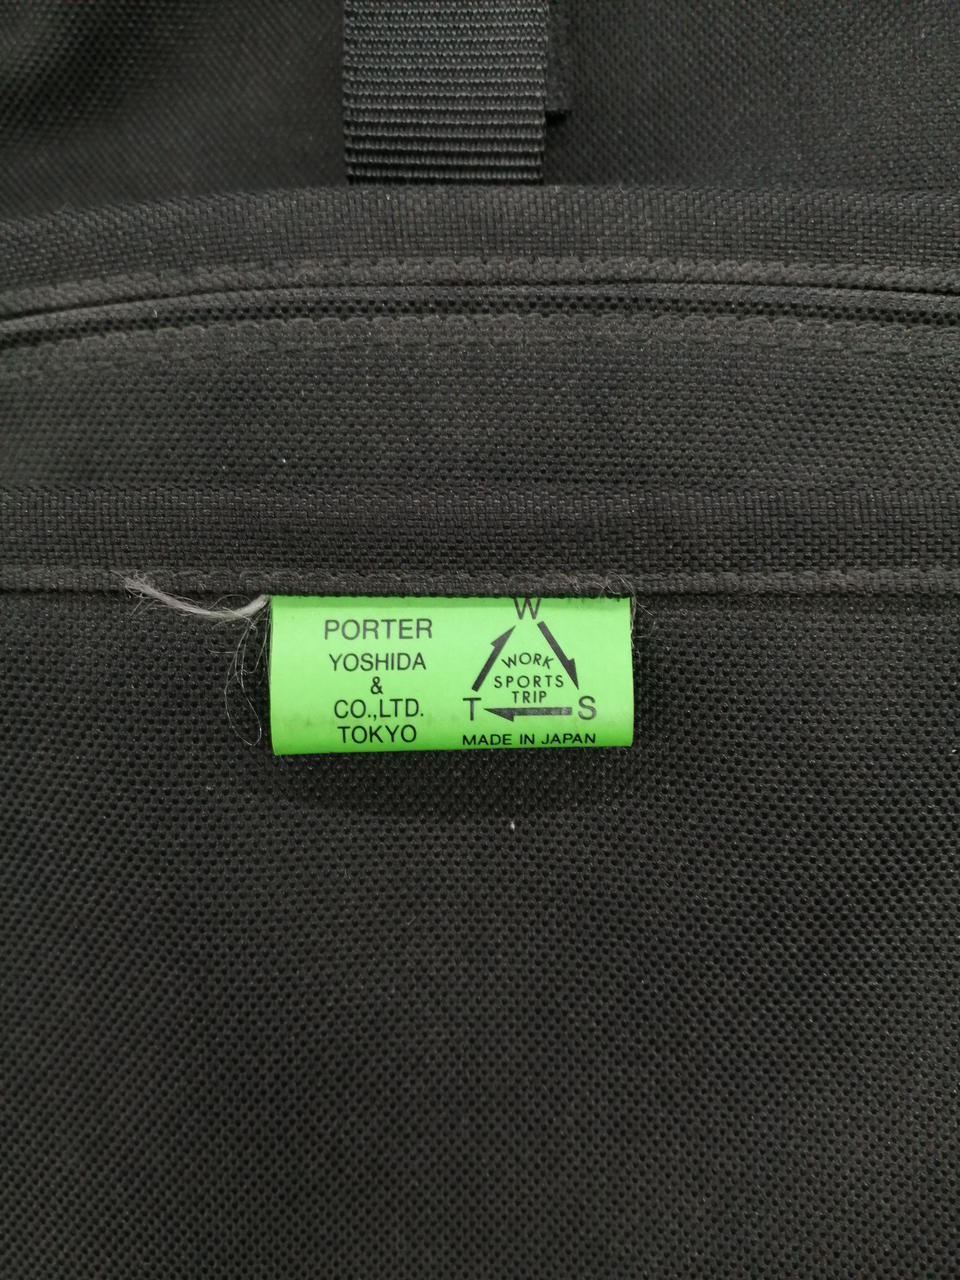 PORTER
YOSHIDA
&
CO.,LTD.
TOKYO
W
WORK
SPORTS
TRIP
T S
MADE IN JAPAN